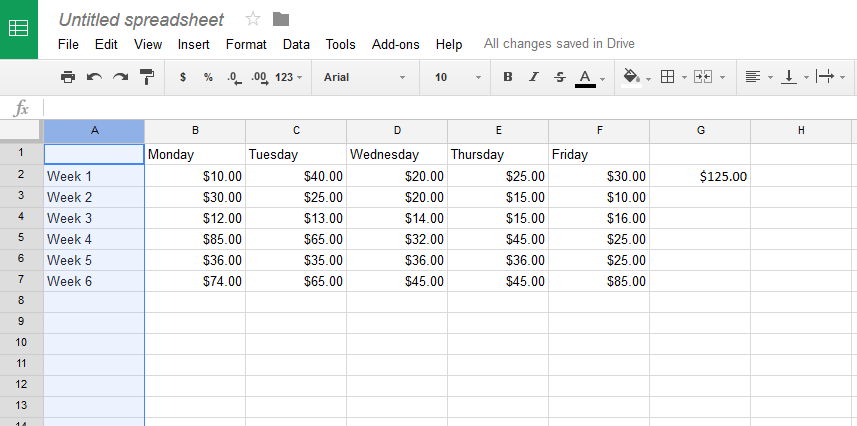 Untitled spreadsheet
File Edit View Insert Format Data Tools Add-ons Help All changes saved in Drive
$ % .0 .00 123 Arial 10 B I S A
fx
A B C D E F G H
1 Monday Tuesday Wednesday Thursday Friday
2 Week 1 $10.00 $40.00 $20.00 $25.00 $30.00 $125.00
3 Week 2 $30.00 $25.00 $20.00 $15.00 $10.00
4 Week 3 $12.00 $13.00 $14.00 $15.00 $16.00
5 Week 4 $85.00 $65.00 $32.00 $45.00 $25.00
6 Week 5 $36.00 $35.00 $36.00 $36.00 $25.00
7 Week 6 $74.00 $65.00 $45.00 $45.00 $85.00
8
9
10
11
12
13
14